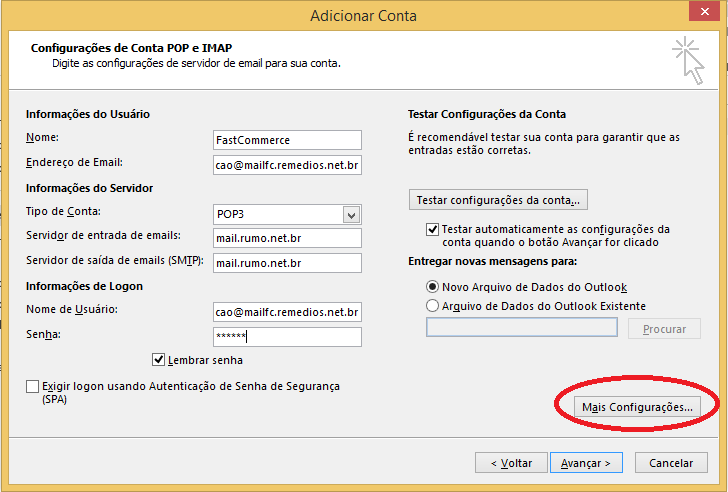 Adicionar Conta
Configurações de Conta POP e IMAP
Digite as configurações de servidor de email para sua conta.
Informações do Usuário
Nome:
FastCommerce
Endereço de Email:
cao@mailfc.remedios.net.br
Informações do Servidor
Tipo de Conta:
POP3
Servidor de entrada de emails:
mail.rumo.net.br
Servidor de saída de emails (SMTP):
mail.rumo.net.br
Informações de Logon
Nome de Usuário:
cao@mailfc.remedios.net.br
Senha:
******
Lembrar senha
Exigir logon usando Autenticação de Senha de Segurança
(SPA)
Testar Configurações da Conta
É recomendável testar sua conta para garantir que as
entradas estão corretas.
Testar configurações da conta...
Testar automaticamente as configurações da
conta quando o botão Avançar for clicado
Entregar novas mensagens para:
Novo Arquivo de Dados do Outlook
Arquivo de Dados do Outlook Existente
Procurar
Mais Configurações...
< Voltar
Avançar >
Cancelar